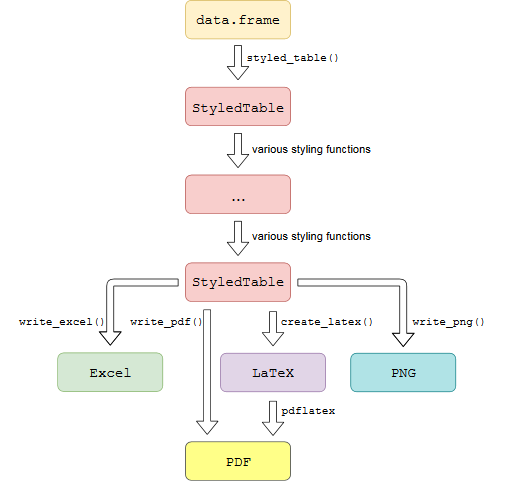 data.frame
styled_table()
StyledTable
various styling functions
...
various styling functions
StyledTable
write_excel()
write_pdf()
create_latex()
write_png()
Excel
LaTeX
PNG
pdflatex
PDF